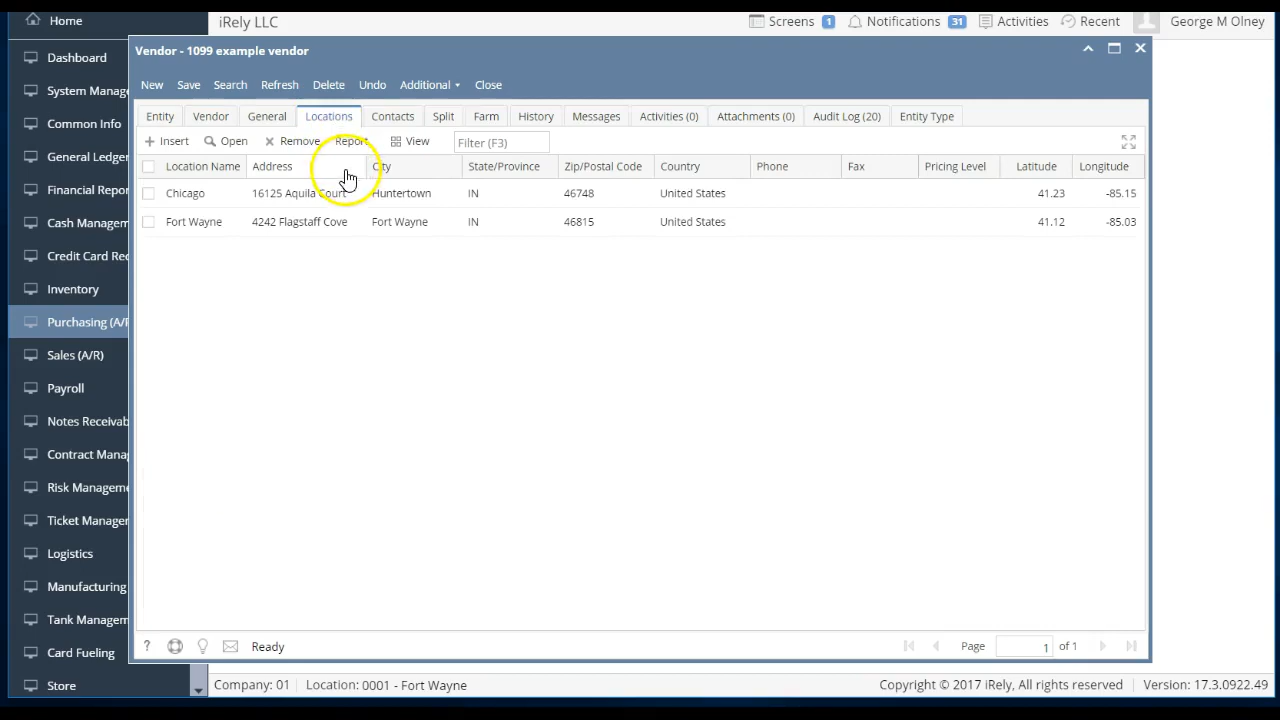 Home
iRely LLC
Screens 1
Notifications 31
Activities
Recent
George M Olney
Dashboard
System Manage
Common Info
General Ledger
Financial Repor
Cash Managem
Credit Card Rec
Inventory
Purchasing (A/P
Sales (A/R)
Payroll
Notes Receivab
Contract Manag
Risk Manageme
Ticket Manager
Logistics
Manufacturing
Tank Managem
Card Fueling
Store
Vendor - 1099 example vendor
New Save Search Refresh Delete Undo Additional Close
Entity Vendor General Locations Contacts Split Farm History Messages Activities (0) Attachments (0) Audit Log (20) Entity Type
Insert Open Remove Report View Filter (F3)
Location Name Address City State/Province Zip/Postal Code Country Phone Fax Pricing Level Latitude Longitude
Chicago 16125 Aquila Court Huntertown IN 46748 United States 41.23 -85.15
Fort Wayne 4242 Flagstaff Cove Fort Wayne IN 46815 United States 41.12 -85.03
? Ready Page 1 of 1
Company: 01 Location: 0001 - Fort Wayne Copyright © 2017 iRely, All rights reserved Version: 17.3.0922.49